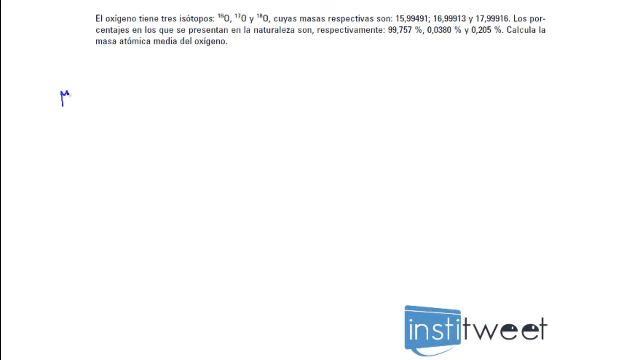 El oxígeno tiene tres isótopos: ¹⁶O, ¹⁷O y ¹⁸O, cuyas masas respectivas son: 15,99491; 16,99913 y 17,99916. Los por-
centajes en los que se presentan en la naturaleza son, respectivamente: 99,757 %, 0,0380 % y 0,205 %. Calcula la
masa atómica media del oxígeno.
institweet